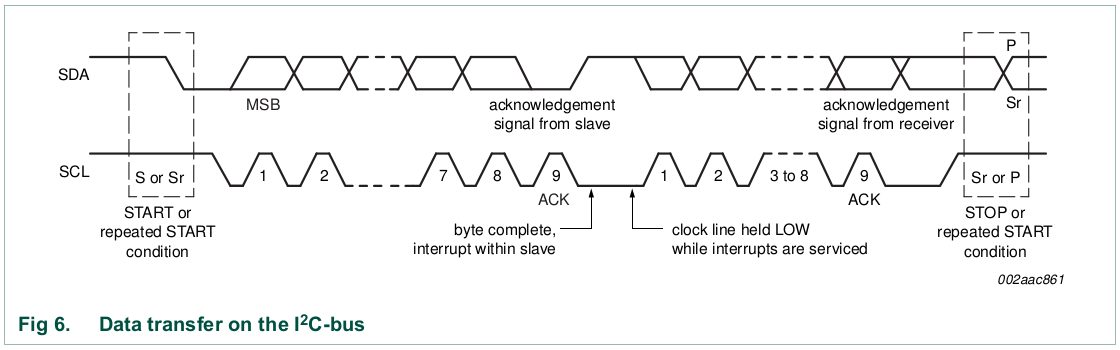 P
SDA
MSB
acknowledgement
signal from slave
acknowledgement
signal from receiver
Sr
SCL
S or Sr
1
2
7
8
9
1
2
3 to 8
9
Sr or P
ACK
ACK
START or
repeated START
condition
byte complete,
interrupt within slave
clock line held LOW
while interrupts are serviced
STOP or
repeated START
condition
002aac861
Fig 6. Data transfer on the I²C-bus